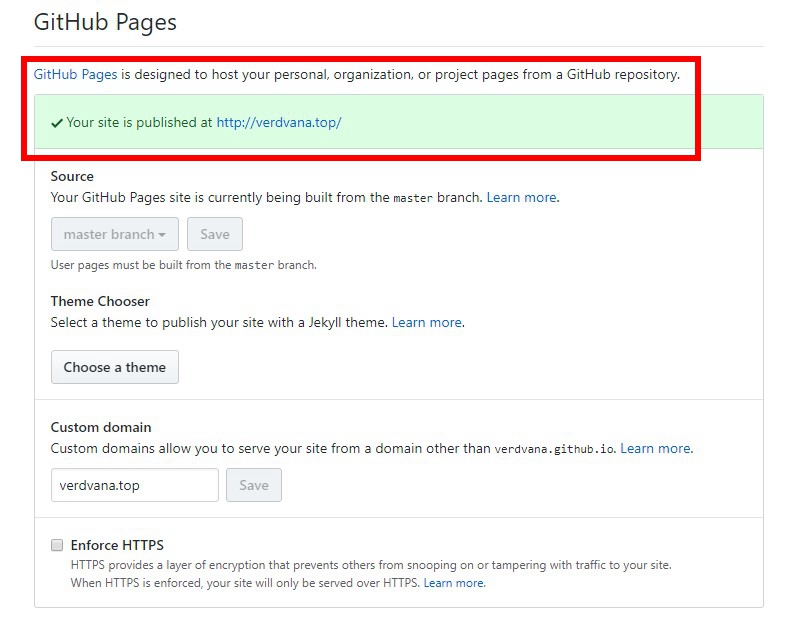 GitHub Pages
GitHub Pages is designed to host your personal, organization, or project pages from a GitHub repository.
Your site is published at http://verdvana.top/
Source
Your GitHub Pages site is currently being built from the master branch. Learn more.
master branch Save
User pages must be built from the master branch.
Theme Chooser
Select a theme to publish your site with a Jekyll theme. Learn more.
Choose a theme
Custom domain
Custom domains allow you to serve your site from a domain other than verdvana.github.io. Learn more.
verdvana.top Save
Enforce HTTPS
HTTPS provides a layer of encryption that prevents others from snooping on or tampering with traffic to your site.
When HTTPS is enforced, your site will only be served over HTTPS. Learn more.